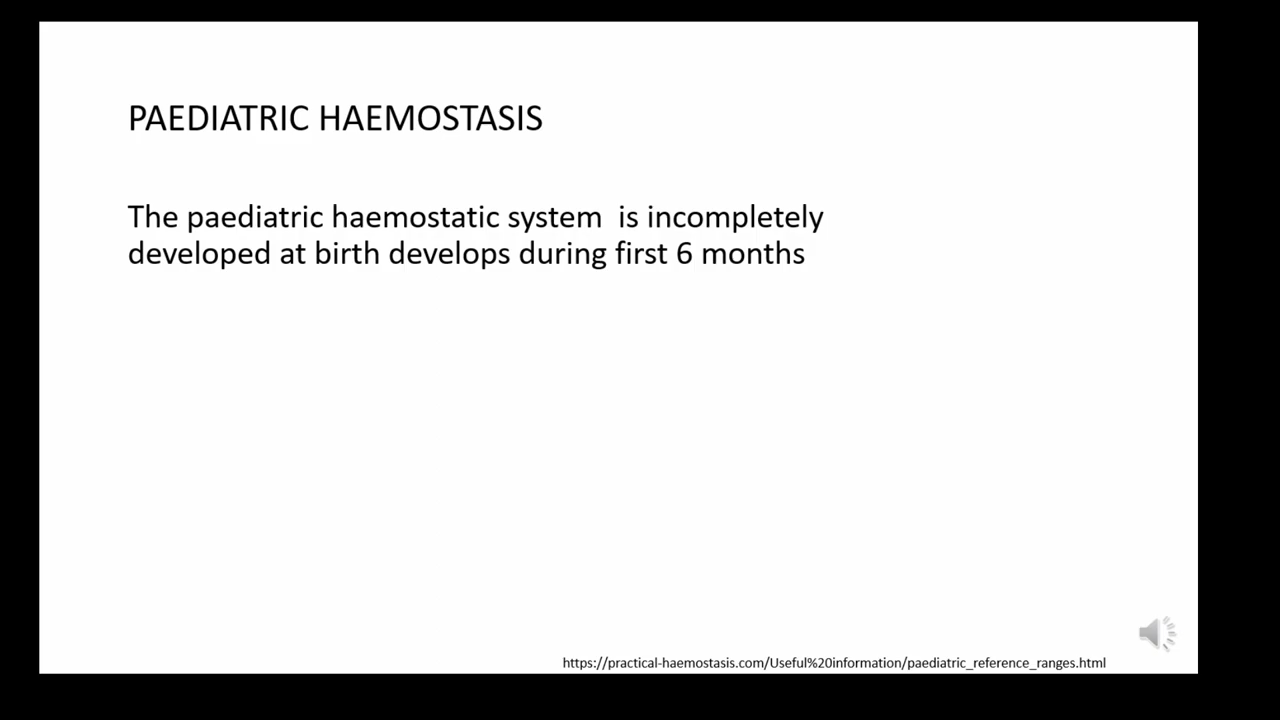 PAEDIATRIC HAEMOSTASIS
The paediatric haemostatic system  is incompletely
developed at birth develops during first 6 months
https://practical-haemostasis.com/Useful%20information/paediatric_reference_ranges.html